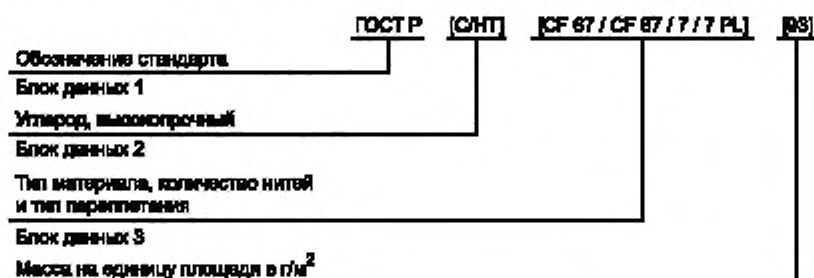 ГОСТ Р [C/HT] [CF 67 / CF 67 / 7 / 7 PL] [93]
Обозначение стандарта
Блок данных 1
Углерод, высокопрочный
Блок данных 2
Тип материала, количество нитей
и тип переплетания
Блок данных 3
Масса на единицу площади в г/м²